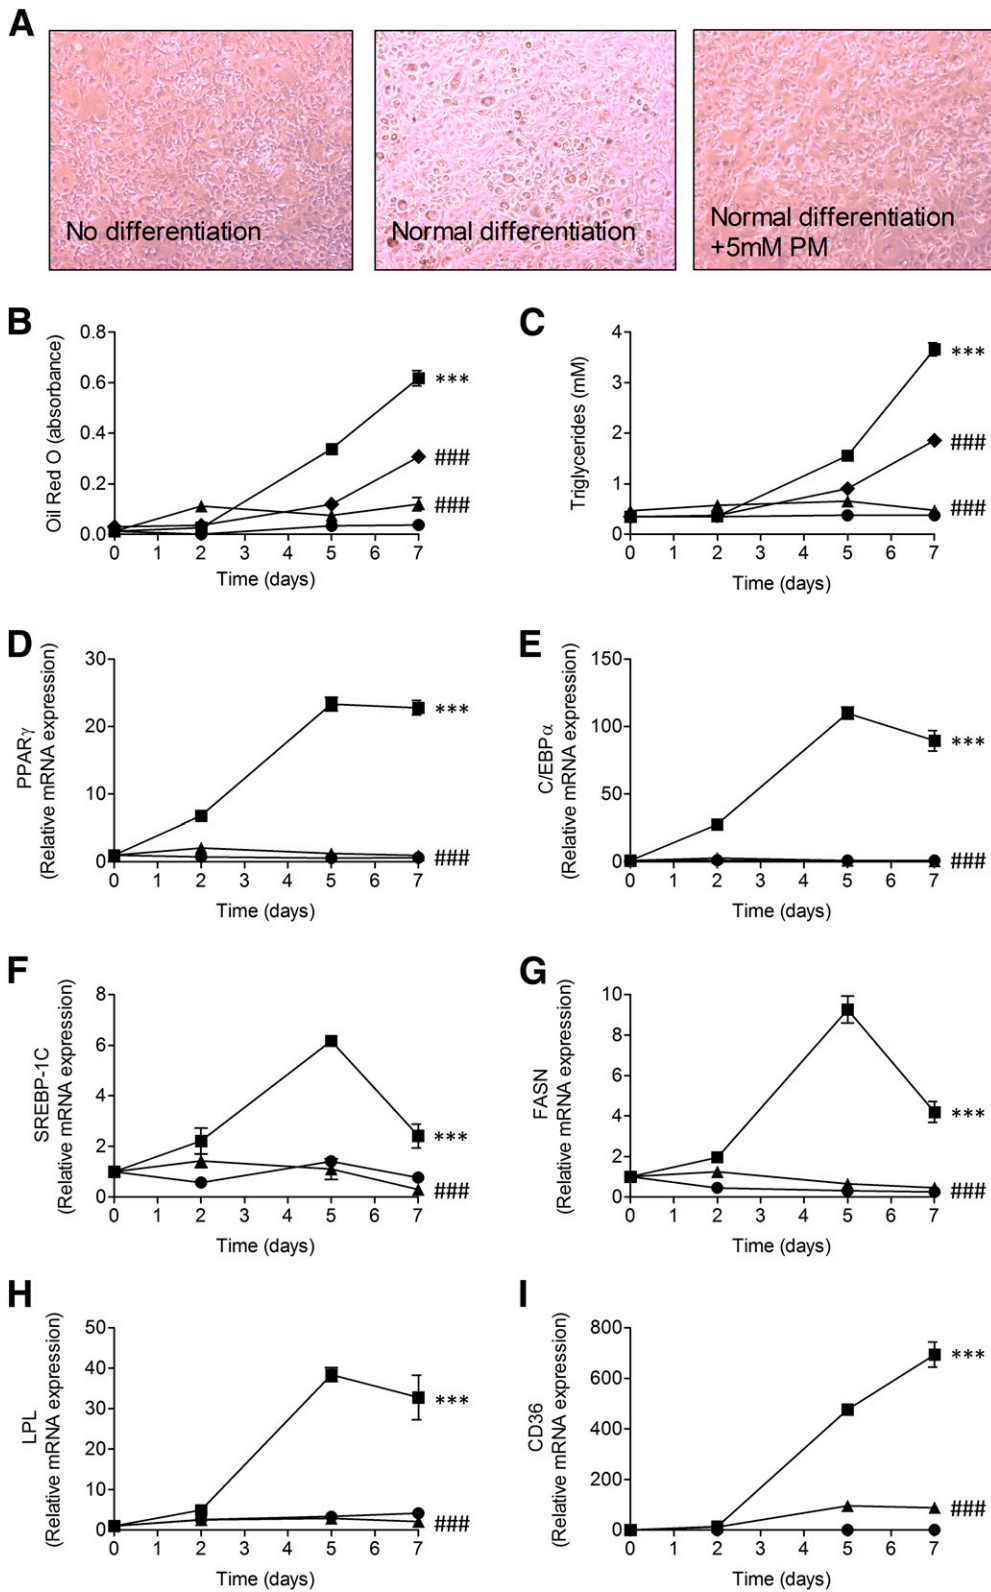 A
No differentiation
Normal differentiation
Normal differentiation
+5mM PM
B
Oil Red O (absorbance)
0.8
0.6
0.4
0.2
0.0
0 1 2 3 4 5 6 7
Time (days)
***
###
###
C
Triglycerides (mM)
4
3
2
1
0
0 1 2 3 4 5 6 7
Time (days)
***
###
###
D
PPARγ
(Relative mRNA expression)
30
20
10
0
0 1 2 3 4 5 6 7
Time (days)
***
###
E
C/EBPα
(Relative mRNA expression)
150
100
50
0
0 1 2 3 4 5 6 7
Time (days)
***
###
F
SREBP-1C
(Relative mRNA expression)
8
6
4
2
0
0 1 2 3 4 5 6 7
Time (days)
***
###
G
FASN
(Relative mRNA expression)
10
8
6
4
2
0
0 1 2 3 4 5 6 7
Time (days)
***
###
H
LPL
(Relative mRNA expression)
50
40
30
20
10
0
0 1 2 3 4 5 6 7
Time (days)
***
###
I
CD36
(Relative mRNA expression)
800
600
400
200
0
0 1 2 3 4 5 6 7
Time (days)
***
###